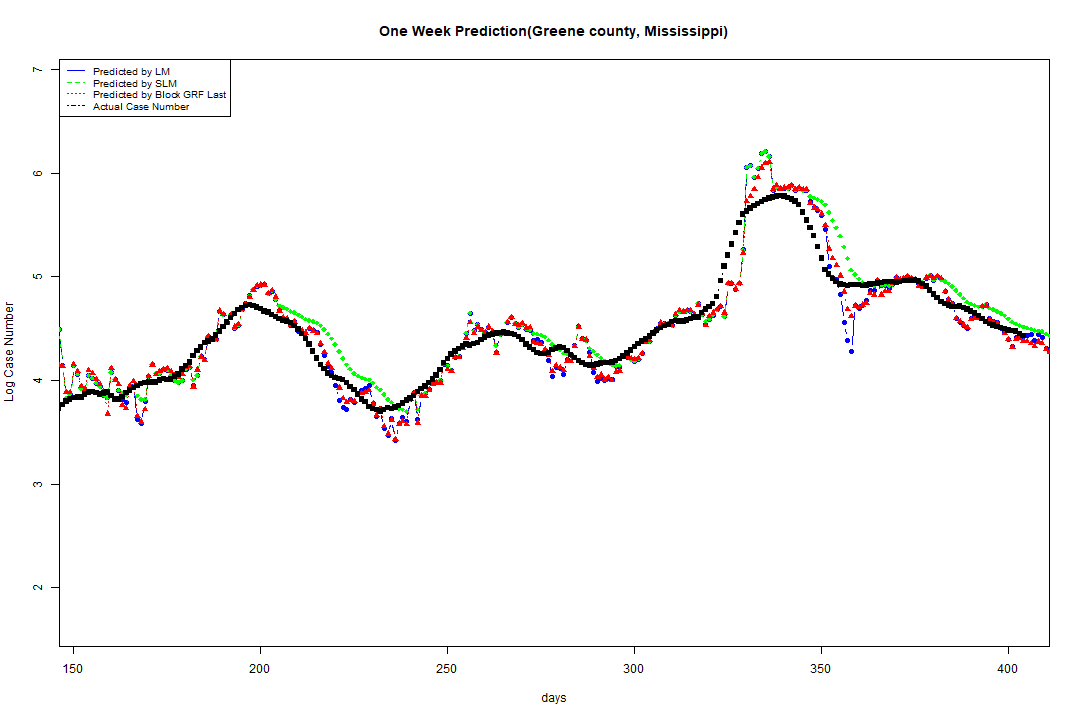 One Week Prediction(Greene county, Mississippi)
Predicted by LM
Predicted by SLM
Predicted by Block GRF Last
Actual Case Number
7
6
5
4
3
2
Log Case Number
150 200 250 300 350 400
days